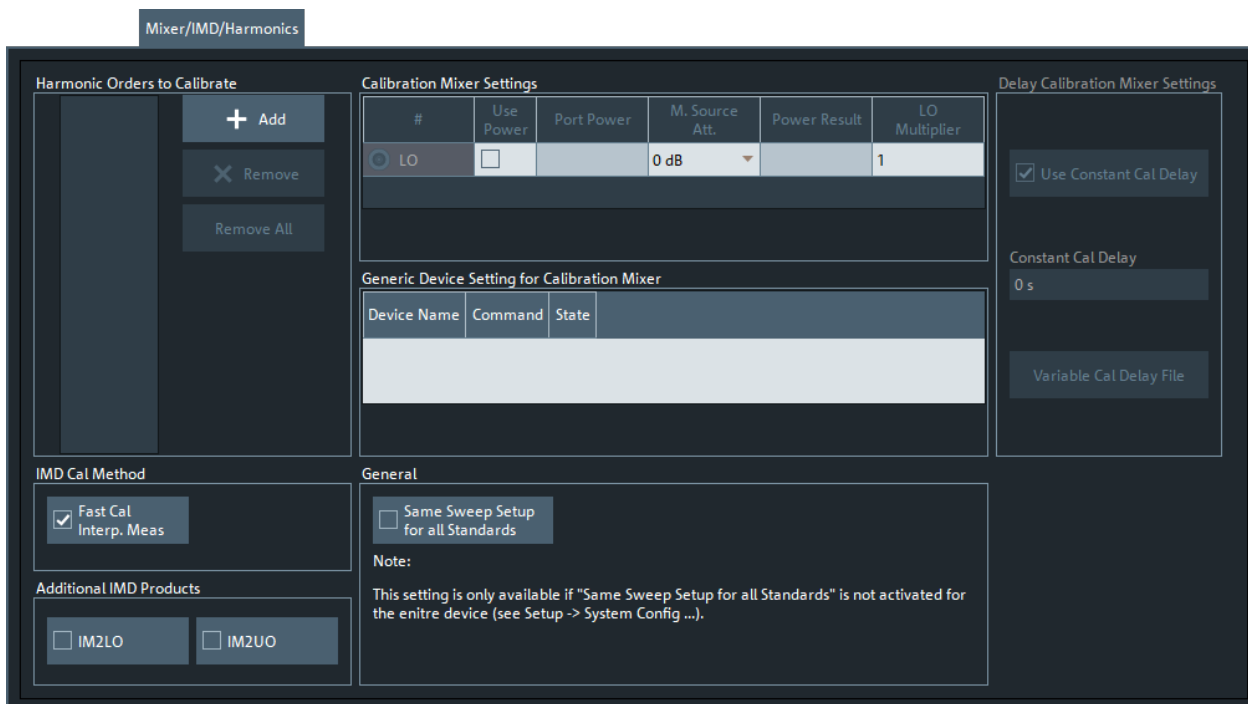 Mixer/IMD/Harmonics
Harmonic Orders to Calibrate
Add
Remove
Remove All
Calibration Mixer Settings
# Use Power Port Power M. Source Att. Power Result LO Multiplier
LO 0 dB 1
Generic Device Setting for Calibration Mixer
Device Name Command State
Delay Calibration Mixer Settings
Use Constant Cal Delay
Constant Cal Delay
0 s
Variable Cal Delay File
IMD Cal Method
Fast Cal
Interp. Meas
Additional IMD Products
IM2LO IM2UO
General
Same Sweep Setup
for all Standards
Note:
This setting is only available if "Same Sweep Setup for all Standards" is not activated for
the enitre device (see Setup -> System Config ...).